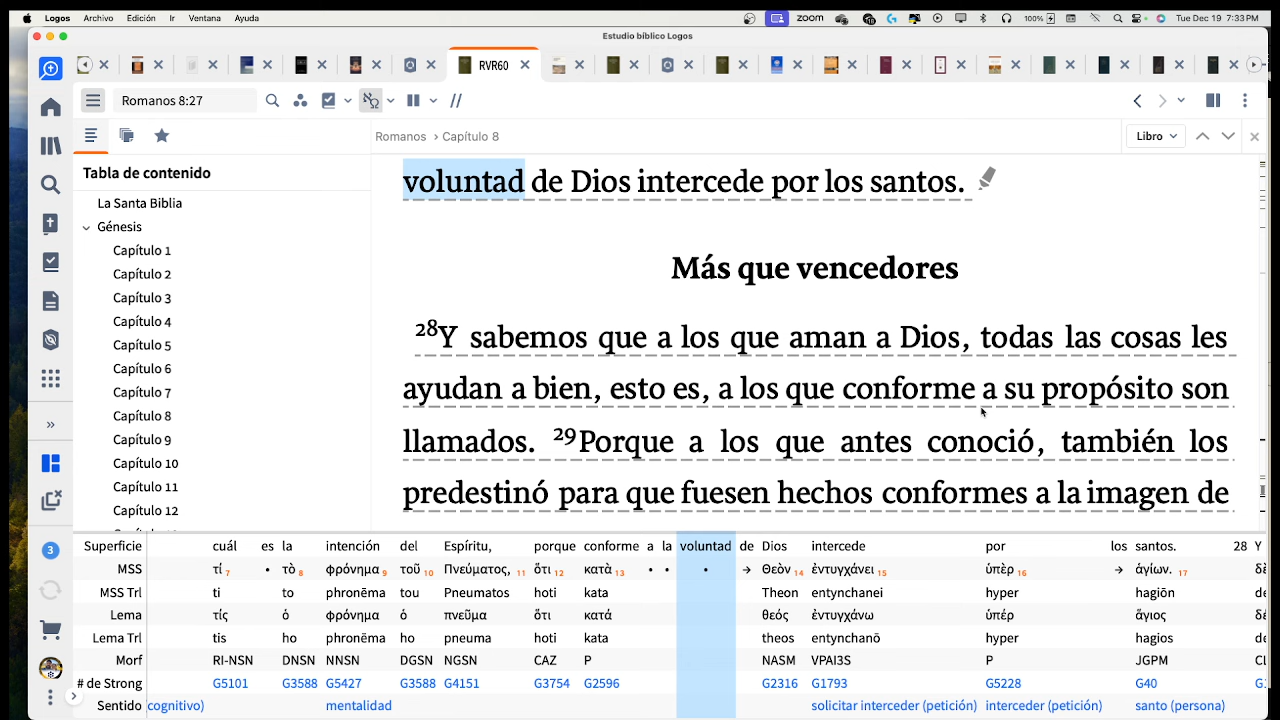 Logos Archivo Edición Ir Ventana Ayuda zoom 100% Tue Dec 19 7:33 PM
Estudio bíblico Logos
RVR60
Romanos 8:27
Romanos › Capítulo 8 Libro
Tabla de contenido
La Santa Biblia
Génesis
Capítulo 1
Capítulo 2
Capítulo 3
Capítulo 4
Capítulo 5
Capítulo 6
Capítulo 7
Capítulo 8
Capítulo 9
Capítulo 10
Capítulo 11
Capítulo 12
voluntad de Dios intercede por los santos.
Más que vencedores
28Y sabemos que a los que aman a Dios, todas las cosas les
ayudan a bien, esto es, a los que conforme a su propósito son
llamados. 29Porque a los que antes conoció, también los
predestinó para que fuesen hechos conformes a la imagen de
3
Superficie cuál es la intención del Espíritu, porque conforme a la voluntad de Dios intercede por los santos. 28 Y
MSS τί 7 • τὸ 8 φρόνημα 9 τοῦ 10 Πνεύματος, 11 ὅτι 12 κατὰ 13 • • • → Θεὸν 14 ἐντυγχάνει 15 ὑπὲρ 16 → ἁγίων. 17
MSS Trl ti to phronēma tou Pneumatos hoti kata Theon entynchanei hyper hagiōn
Lema τίς ὁ φρόνημα ὁ πνεῦμα ὅτι κατά θεός ἐντυγχάνω ὑπέρ ἅγιος
Lema Trl tis ho phronēma ho pneuma hoti kata theos entynchanō hyper hagios
Morf RI-NSN DNSN NNSN DGSN NGSN CAZ P NASM VPAI3S P JGPM
# de Strong G5101 G3588 G5427 G3588 G4151 G3754 G2596 G2316 G1793 G5228 G40
Sentido cognitivo) mentalidad solicitar interceder (petición) interceder (petición) santo (persona)